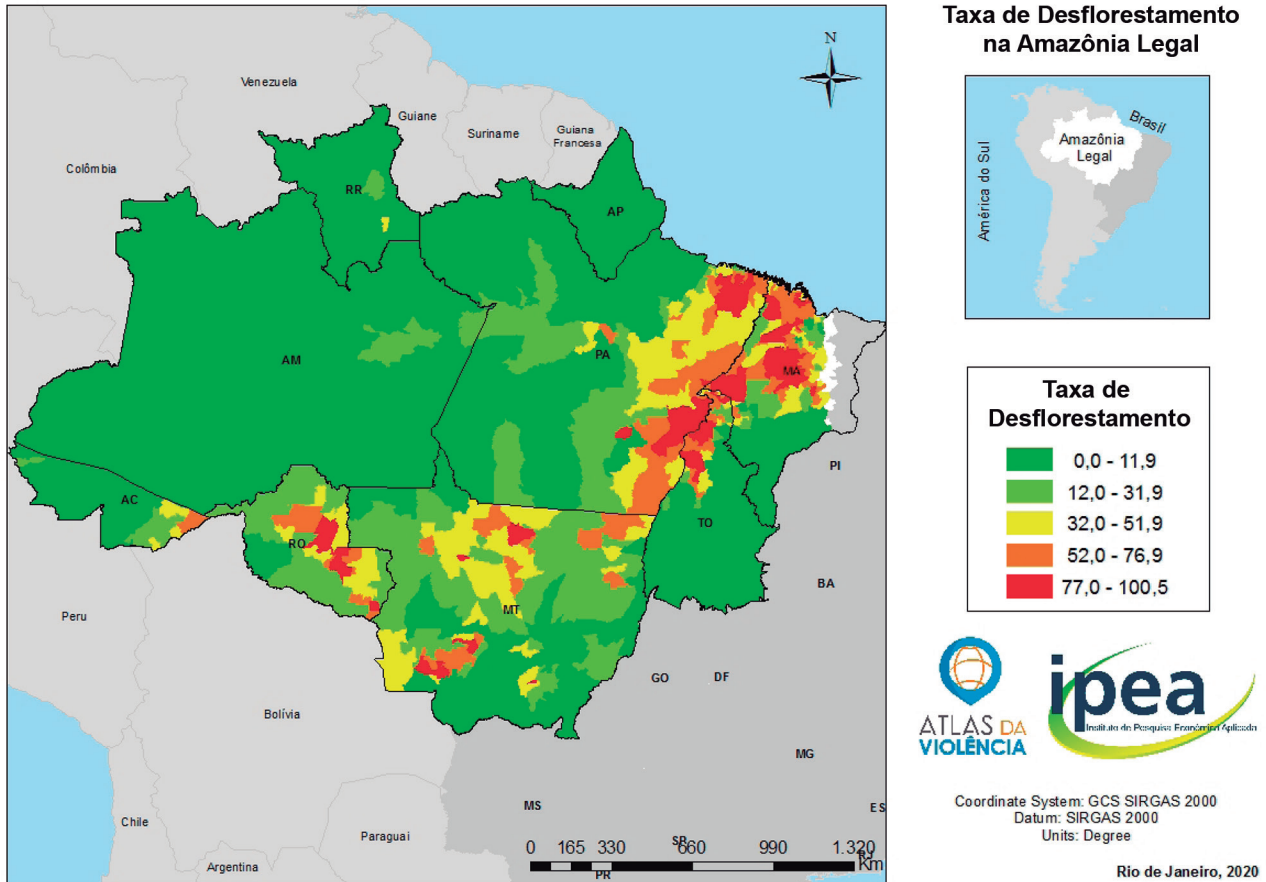 Taxa de Desflorestamento
na Amazônia Legal
N
Venezuela
Guiane
Suriname
Guiana
Francesa
Colômbia
RR
AP
AM
PA
MA
PI
AC
RO
TO
BA
MT
Peru
GO
DF
Bolívia
MG
MS
ES
Chile
Paraguai
SP
Argentina
PR
RJ
0 165 330 660 990 1.320
Km
América do Sul
Brasil
Amazônia
Legal
Taxa de
Desflorestamento
0,0 - 11,9
12,0 - 31,9
32,0 - 51,9
52,0 - 76,9
77,0 - 100,5
ATLAS DA
VIOLÊNCIA
ipea
Instituto de Pesquisa Econômica Aplicada
Coordinate System: GCS SIRGAS 2000
Datum: SIRGAS 2000
Units: Degree
Rio de Janeiro, 2020